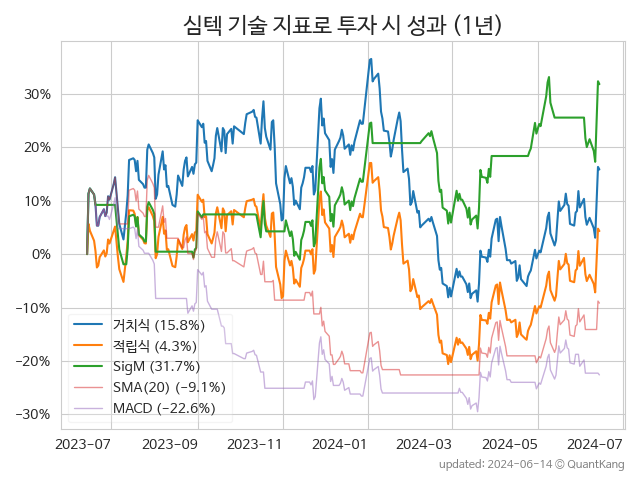 심텍 기술 지표로 투자 시 성과 (1년)
30%
20%
10%
0%
−10%
−20%
−30%
거치식 (15.8%)
적립식 (4.3%)
SigM (31.7%)
SMA(20) (−9.1%)
MACD (−22.6%)
2023-07 2023-09 2023-11 2024-01 2024-03 2024-05 2024-07
updated: 2024-06-14 © QuantKang